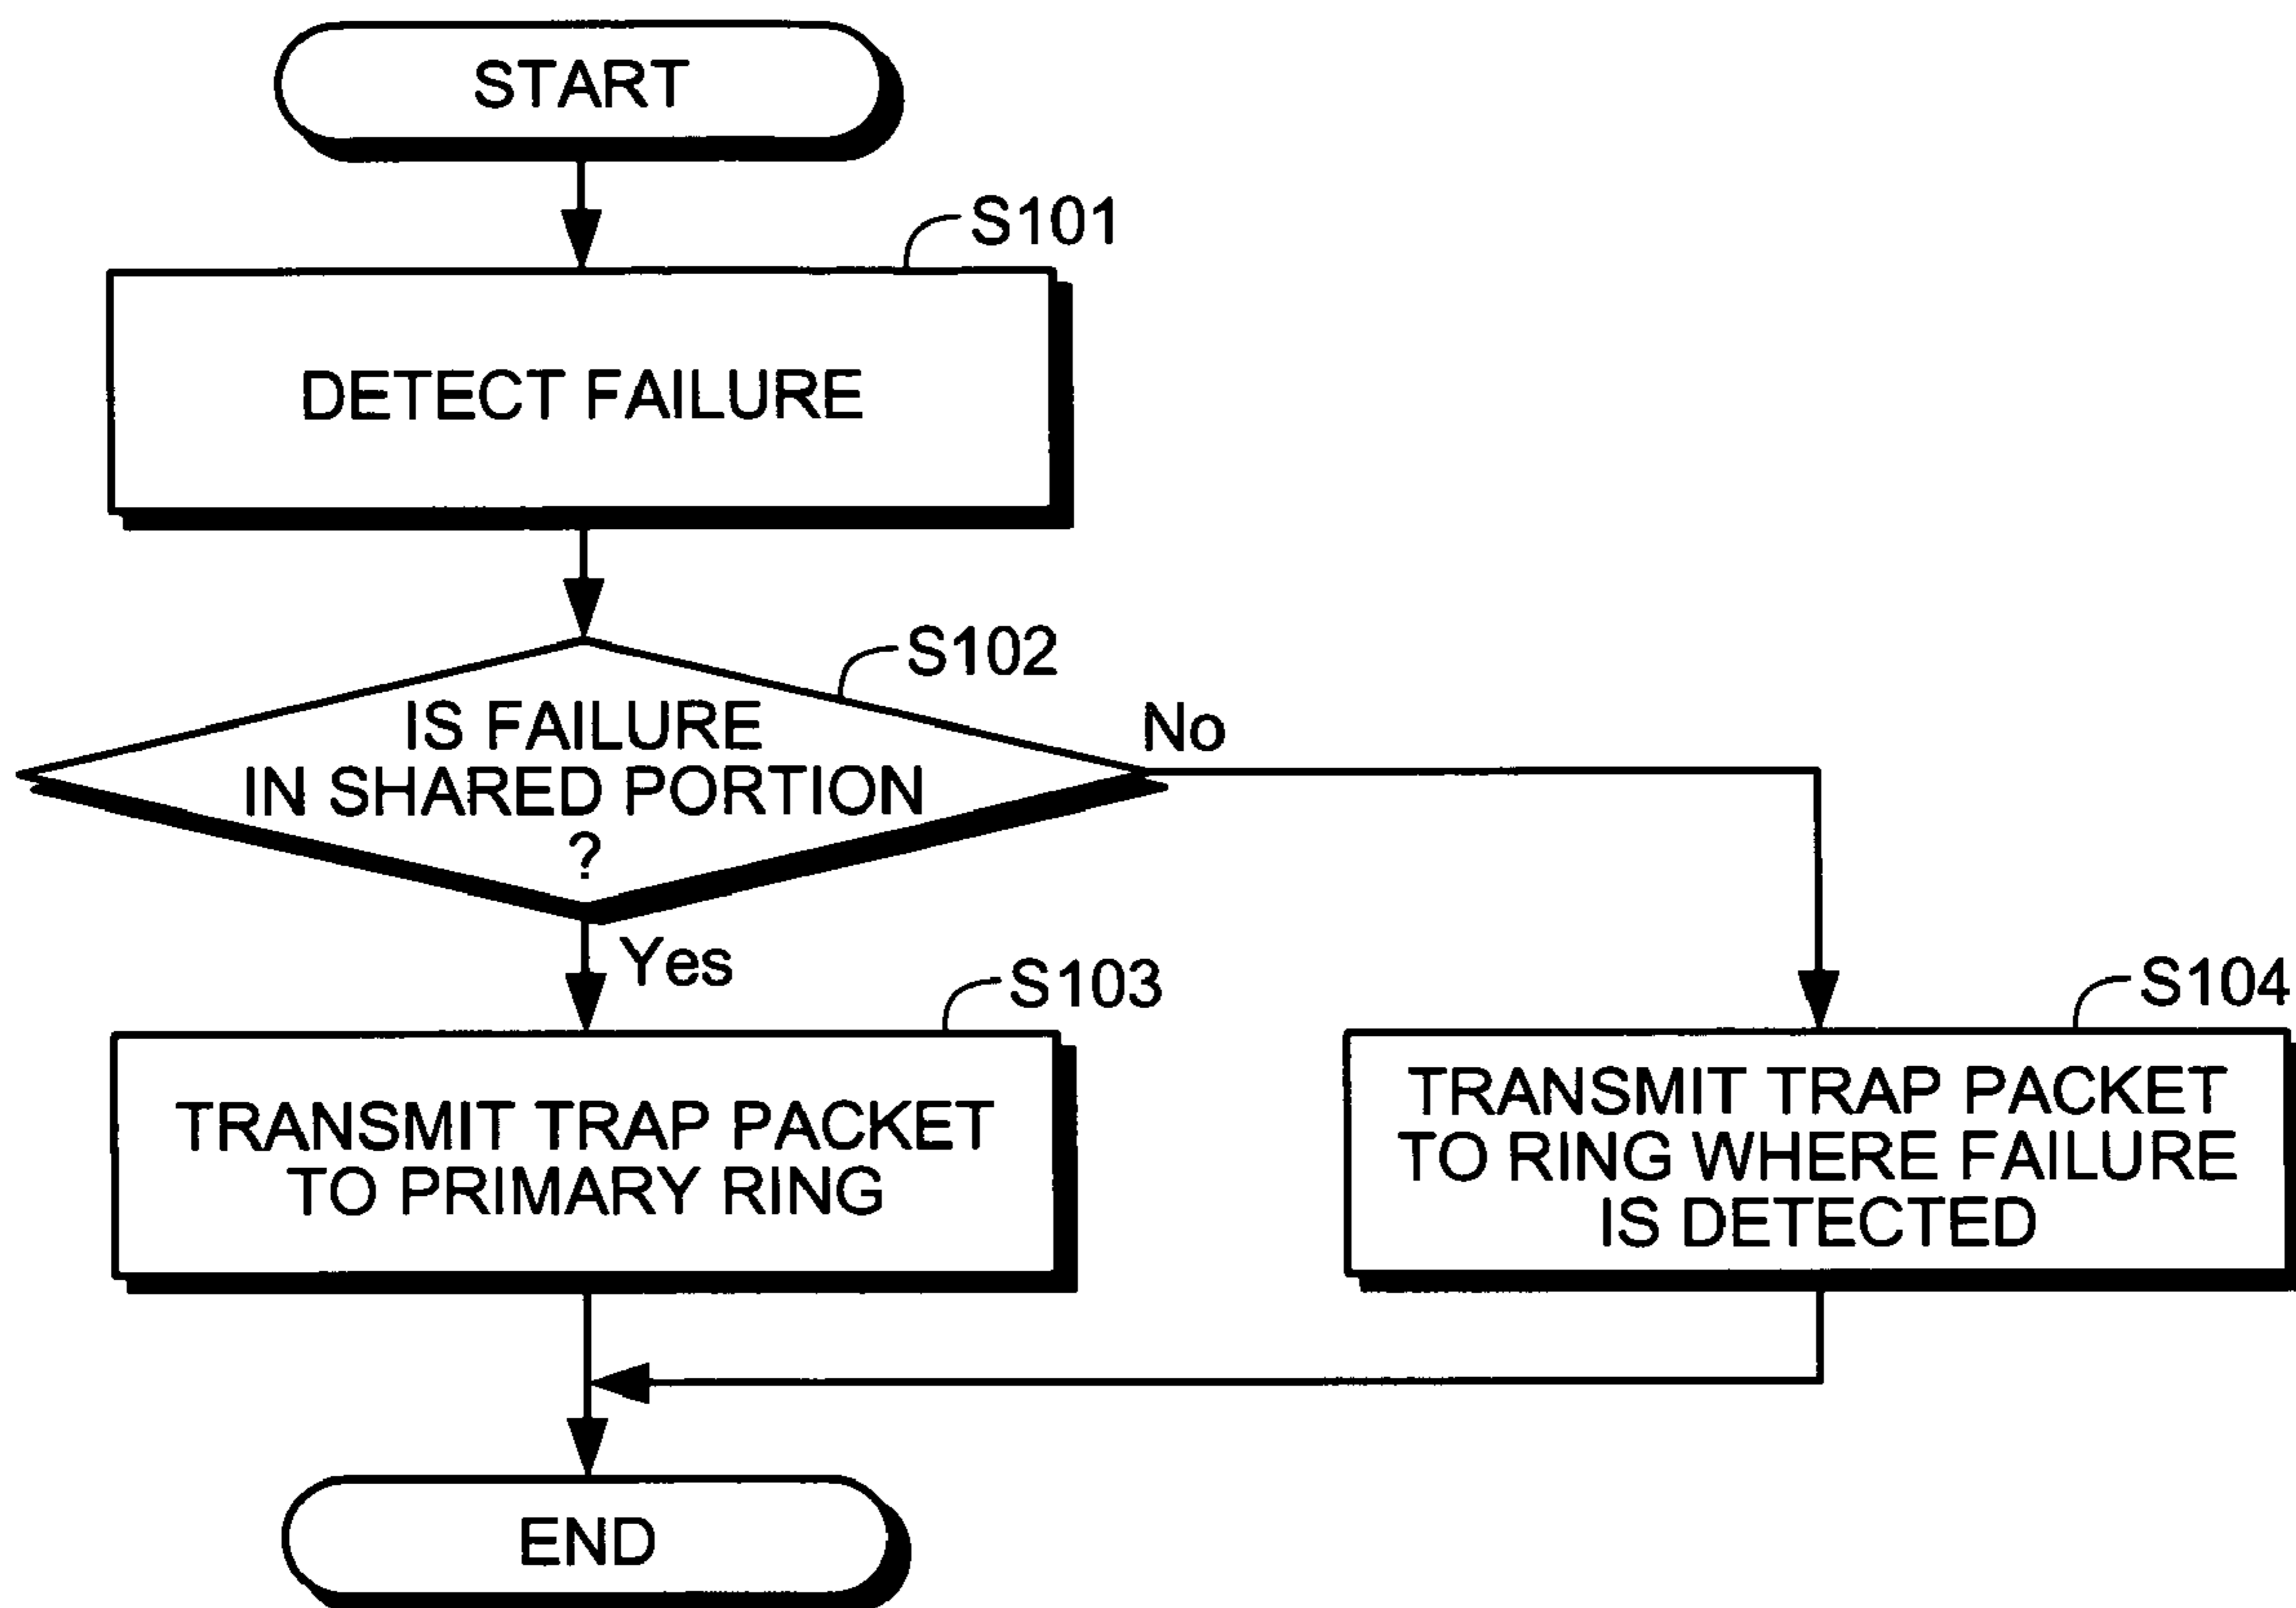 START
S101
DETECT FAILURE
S102
IS FAILURE
IN SHARED PORTION
?
No
Yes
S103
TRANSMIT TRAP PACKET
TO PRIMARY RING
S104
TRANSMIT TRAP PACKET
TO RING WHERE FAILURE
IS DETECTED
END